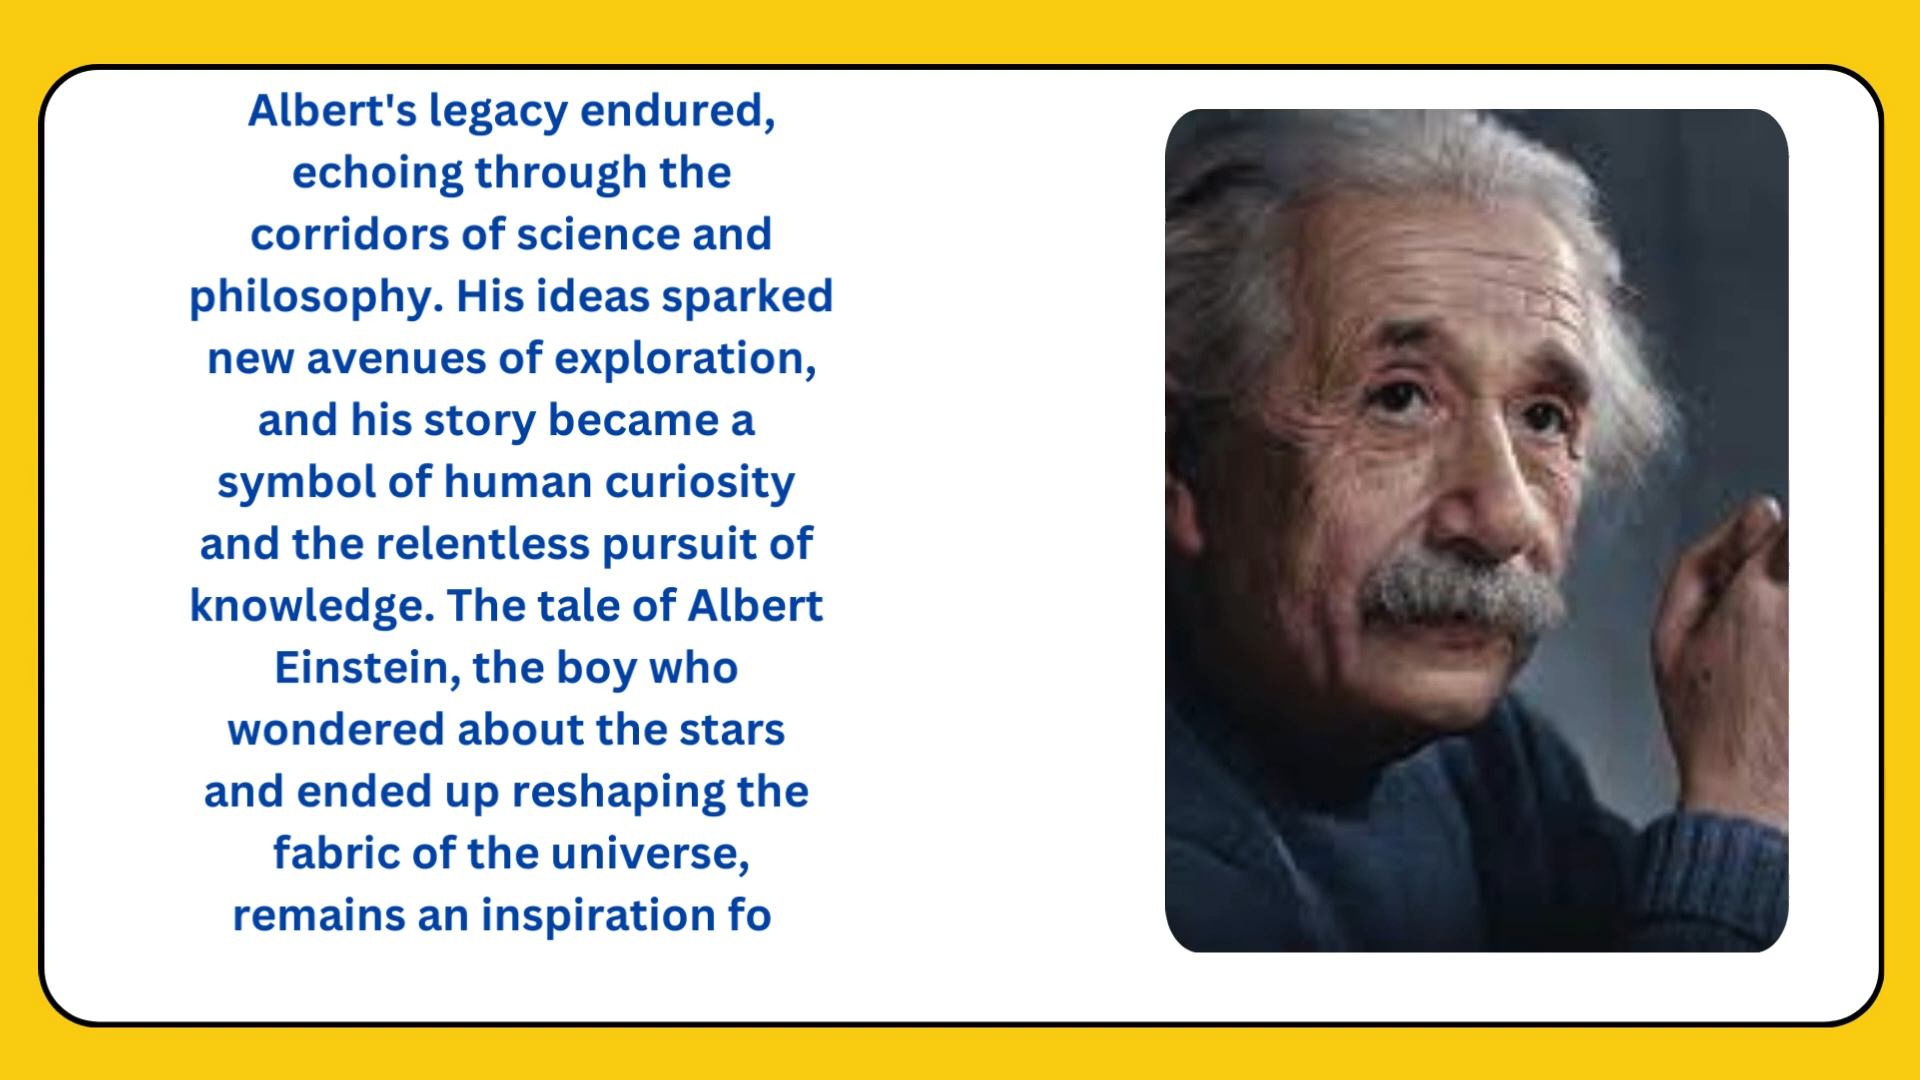 Albert's legacy endured,
echoing through the
corridors of science and
philosophy. His ideas sparked
new avenues of exploration,
and his story became a
symbol of human curiosity
and the relentless pursuit of
knowledge. The tale of Albert
Einstein, the boy who
wondered about the stars
and ended up reshaping the
fabric of the universe,
remains an inspiration fo